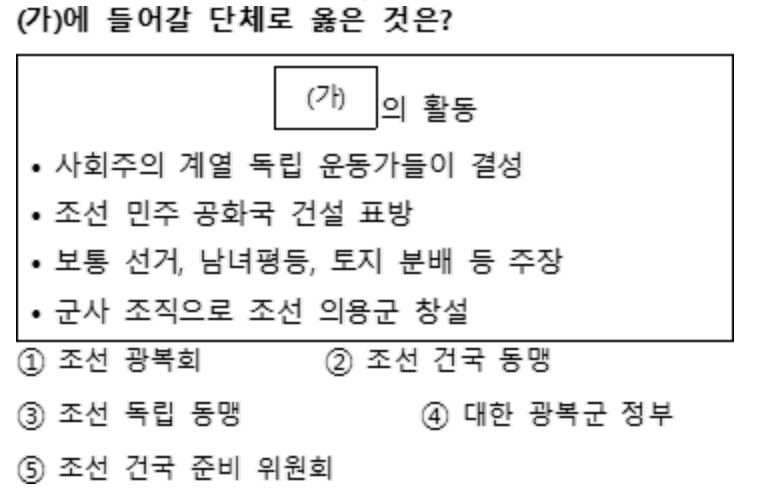 (가)에 들어갈 단체로 옳은 것은?
(가) 의 활동
• 사회주의 계열 독립 운동가들이 결성
• 조선 민주 공화국 건설 표방
• 보통 선거, 남녀평등, 토지 분배 등 주장
• 군사 조직으로 조선 의용군 창설
① 조선 광복회 ② 조선 건국 동맹
③ 조선 독립 동맹 ④ 대한 광복군 정부
⑤ 조선 건국 준비 위원회